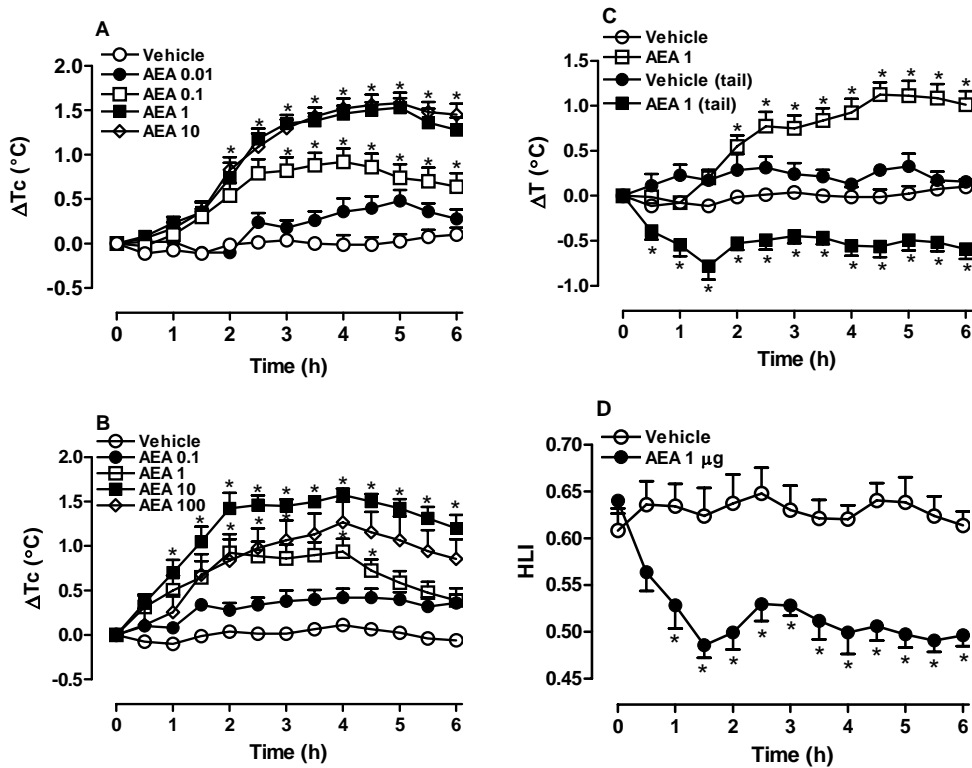 A
Vehicle
AEA 0.01
AEA 0.1
AEA 1
AEA 10
2.0
1.5
1.0
0.5
0.0
-0.5
ΔTc (°C)
* * * * * * * * *
* * * * * * *
0 1 2 3 4 5 6
Time (h)
C
Vehicle
AEA 1
Vehicle (tail)
AEA 1 (tail)
1.5
1.0
0.5
0.0
-0.5
-1.0
ΔT (°C)
* * * * * * * * *
* * * * * * * * * * * *
0 1 2 3 4 5 6
Time (h)
B
Vehicle
AEA 0.1
AEA 1
AEA 10
AEA 100
2.0
1.5
1.0
0.5
0.0
-0.5
ΔTc (°C)
0 1 2 3 4 5 6
Time (h)
D
Vehicle
AEA 1 μg
0.70
0.65
0.60
0.55
0.50
0.45
HLI
* * * * * * * * * * *
0 1 2 3 4 5 6
Time (h)